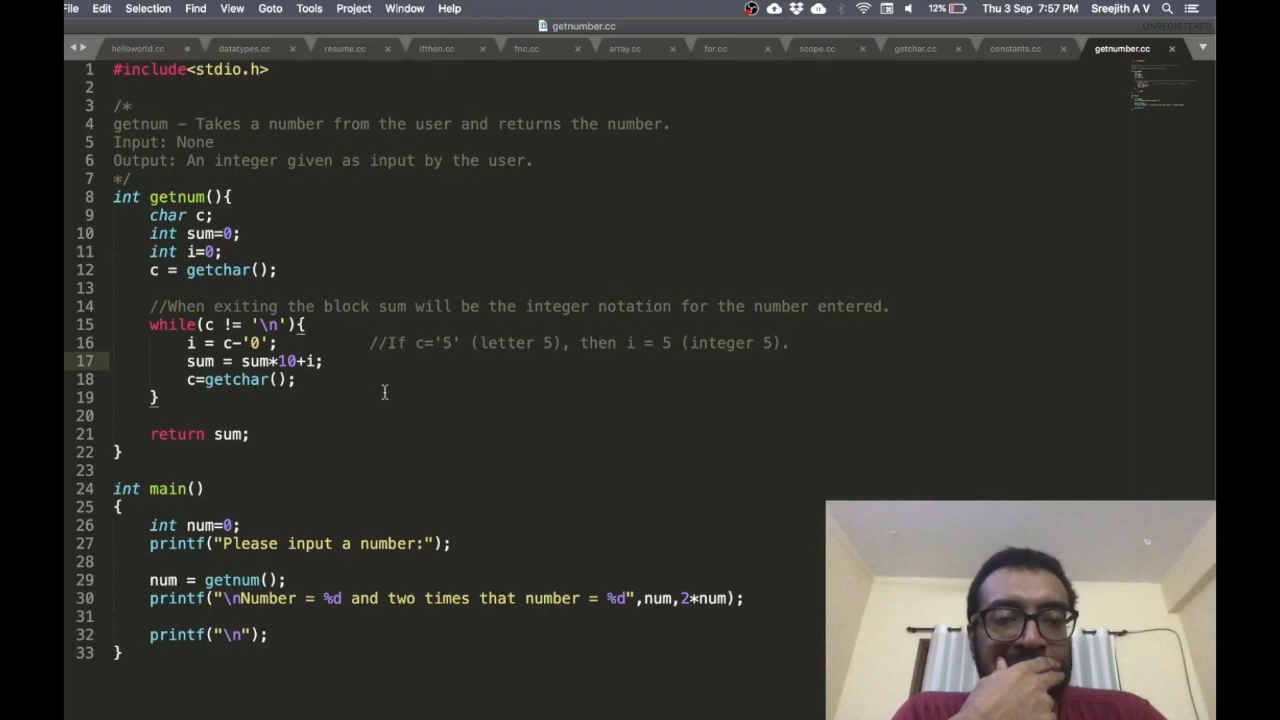 File Edit Selection Find View Goto Tools Project Window Help 12% Thu 3 Sep 7:57 PM Sreejith A V
getnumber.cc UNREGISTERED
helloworld.cc datatypes.cc resume.cc ifthen.cc fnc.cc array.cc for.cc scope.cc getchar.cc constants.cc getnumber.cc
1 #include<stdio.h>
2
3 /*
4 getnum - Takes a number from the user and returns the number.
5 Input: None
6 Output: An integer given as input by the user.
7 */
8 int getnum(){
9 char c;
10 int sum=0;
11 int i=0;
12 c = getchar();
13
14 //When exiting the block sum will be the integer notation for the number entered.
15 while(c != '\n'){
16 i = c-'0'; //If c='5' (letter 5), then i = 5 (integer 5).
17 sum = sum*10+i;
18 c=getchar();
19 }
20
21 return sum;
22 }
23
24 int main()
25 {
26 int num=0;
27 printf("Please input a number:");
28
29 num = getnum();
30 printf("\nNumber = %d and two times that number = %d",num,2*num);
31
32 printf("\n");
33 }